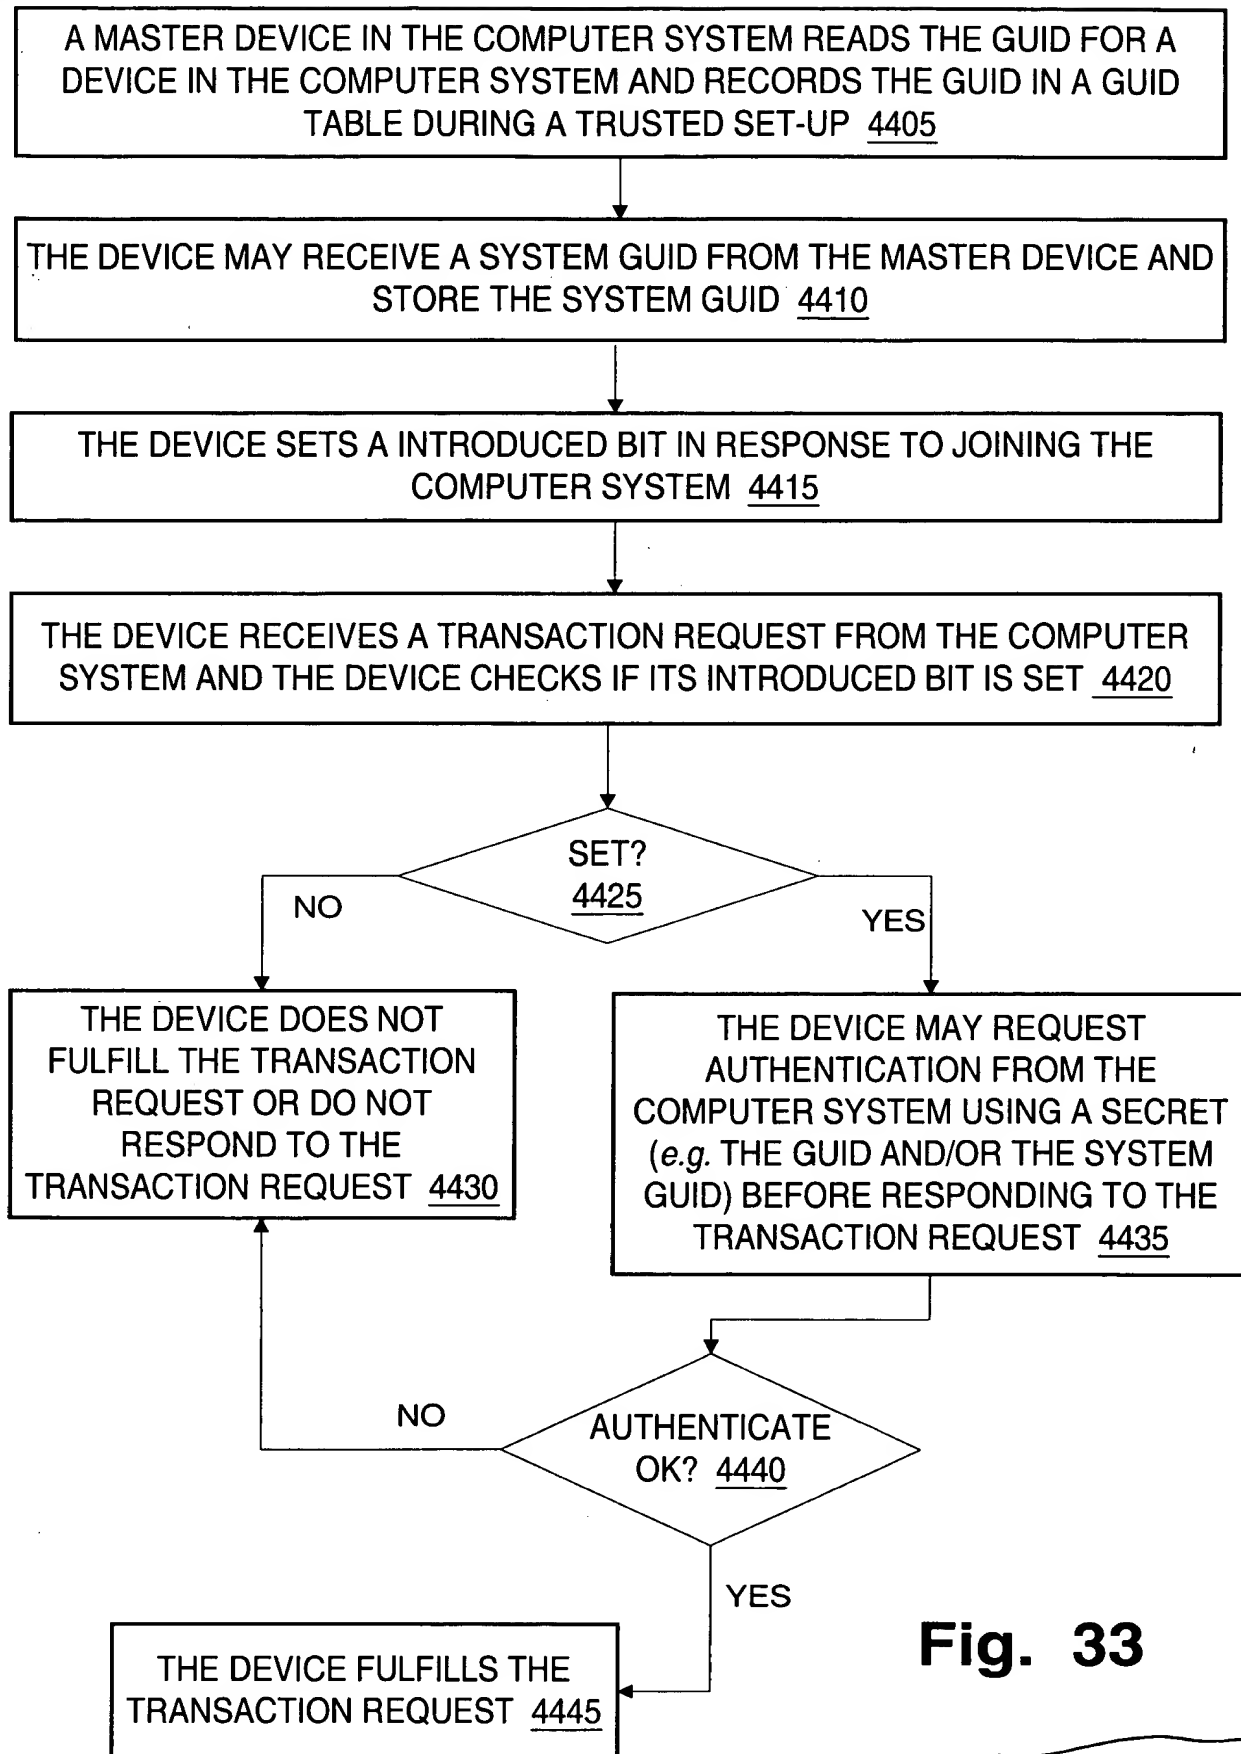 A MASTER DEVICE IN THE COMPUTER SYSTEM READS THE GUID FOR A
DEVICE IN THE COMPUTER SYSTEM AND RECORDS THE GUID IN A GUID
TABLE DURING A TRUSTED SET-UP 4405
THE DEVICE MAY RECEIVE A SYSTEM GUID FROM THE MASTER DEVICE AND
STORE THE SYSTEM GUID 4410
THE DEVICE SETS A INTRODUCED BIT IN RESPONSE TO JOINING THE
COMPUTER SYSTEM 4415
THE DEVICE RECEIVES A TRANSACTION REQUEST FROM THE COMPUTER
SYSTEM AND THE DEVICE CHECKS IF ITS INTRODUCED BIT IS SET 4420
SET?
4425
NO
YES
THE DEVICE DOES NOT
FULFILL THE TRANSACTION
REQUEST OR DO NOT
RESPOND TO THE
TRANSACTION REQUEST 4430
THE DEVICE MAY REQUEST
AUTHENTICATION FROM THE
COMPUTER SYSTEM USING A SECRET
(e.g. THE GUID AND/OR THE SYSTEM
GUID) BEFORE RESPONDING TO THE
TRANSACTION REQUEST 4435
NO
AUTHENTICATE
OK? 4440
YES
THE DEVICE FULFILLS THE
TRANSACTION REQUEST 4445
Fig. 33